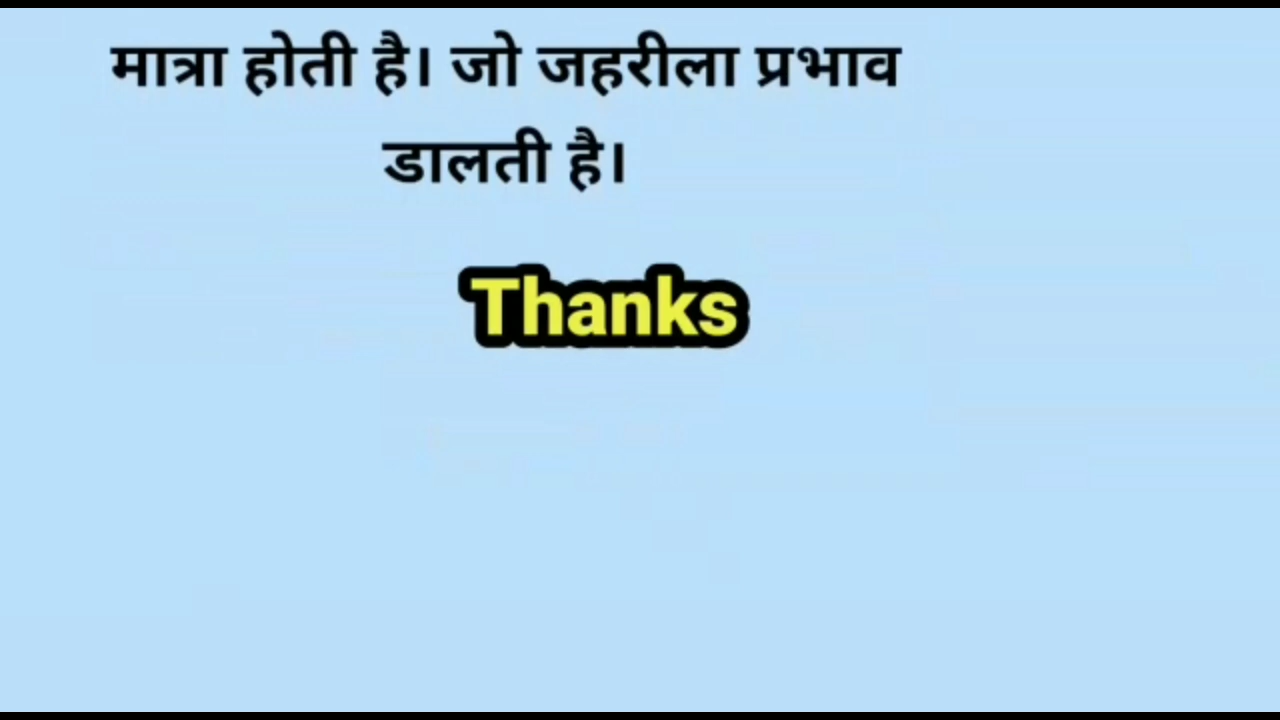 मात्रा होती है। जो जहरीला प्रभाव
डालती है।
Thanks